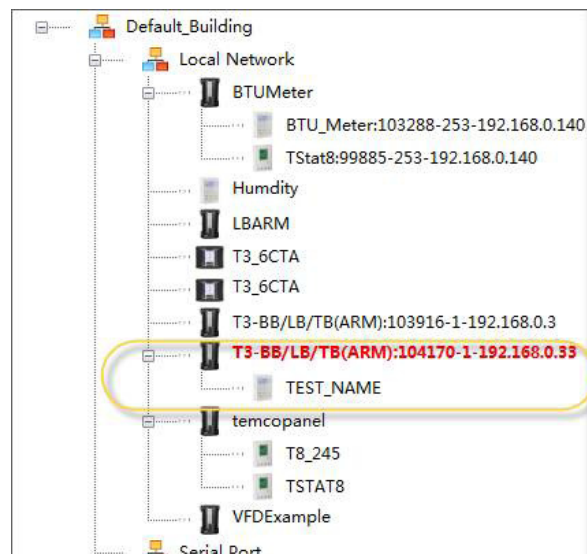 Default_Building
Local Network
BTUMeter
BTU_Meter:103288-253-192.168.0.140
TStat8:99885-253-192.168.0.140
Humdity
LBARM
T3_6CTA
T3_6CTA
T3-BB/LB/TB(ARM):103916-1-192.168.0.3
T3-BB/LB/TB(ARM):104170-1-192.168.0.33
TEST_NAME
temcopanel
T8_245
TSTAT8
VFDExample
Serial Port